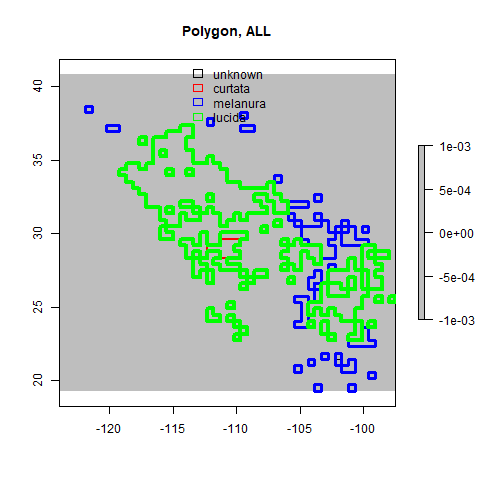 Polygon, ALL
unknown
curtata
melanura
lucida
40
35
30
25
20
-120
-115
-110
-105
-100
1e-03
5e-04
0e+00
-5e-04
-1e-03